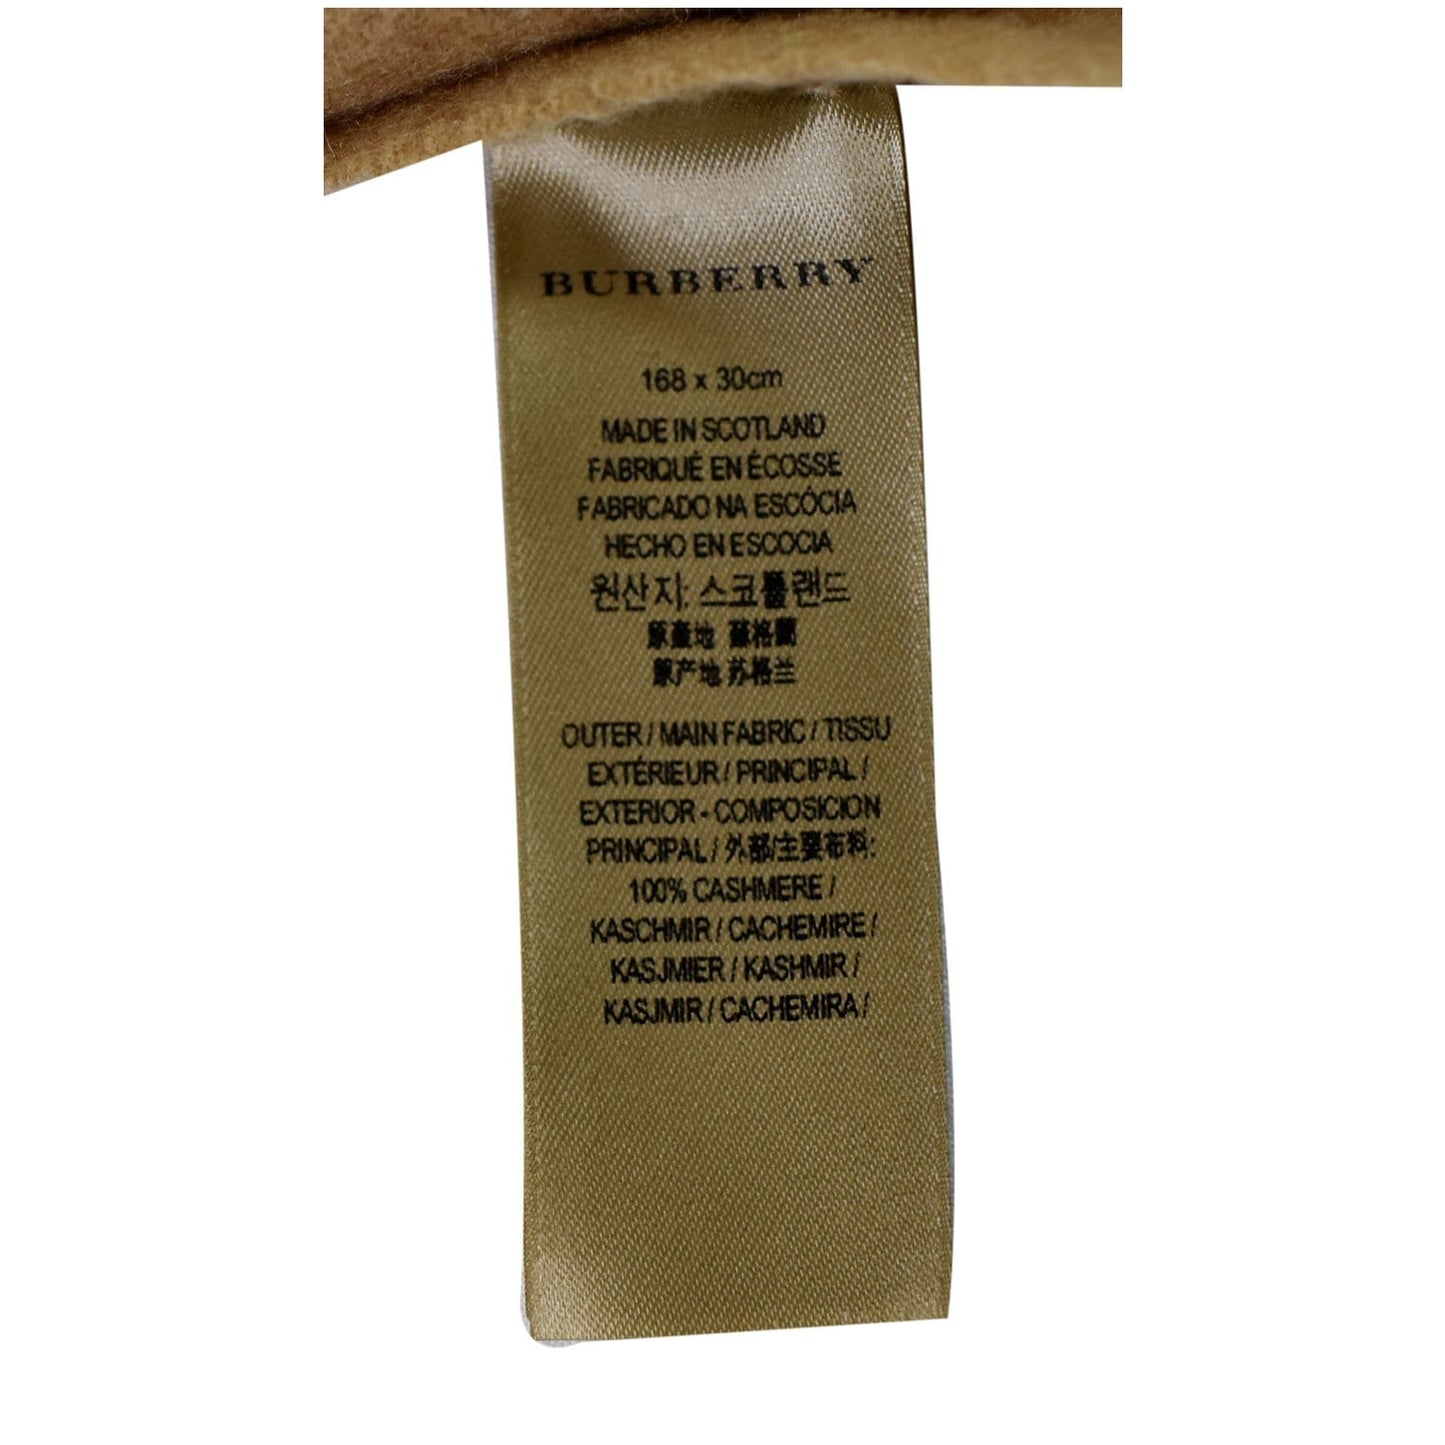 BURBERRY
168 x 30cm
MADE IN SCOTLAND
FABRIQUÉ EN ÉCOSSE
FABRICADO NA ESCÓCIA
HECHO EN ESCOCIA
원산지: 스코틀랜드
原產地 蘇格蘭
原产地 苏格兰
OUTER / MAIN FABRIC / TISSU
EXTÉRIEUR / PRINCIPAL /
EXTERIOR - COMPOSICION
PRINCIPAL / 外部/主要布料:
100% CASHMERE /
KASCHMIR / CACHEMIRE /
KASJMIER / KASHMIR /
KASJMIR / CACHEMIRA /